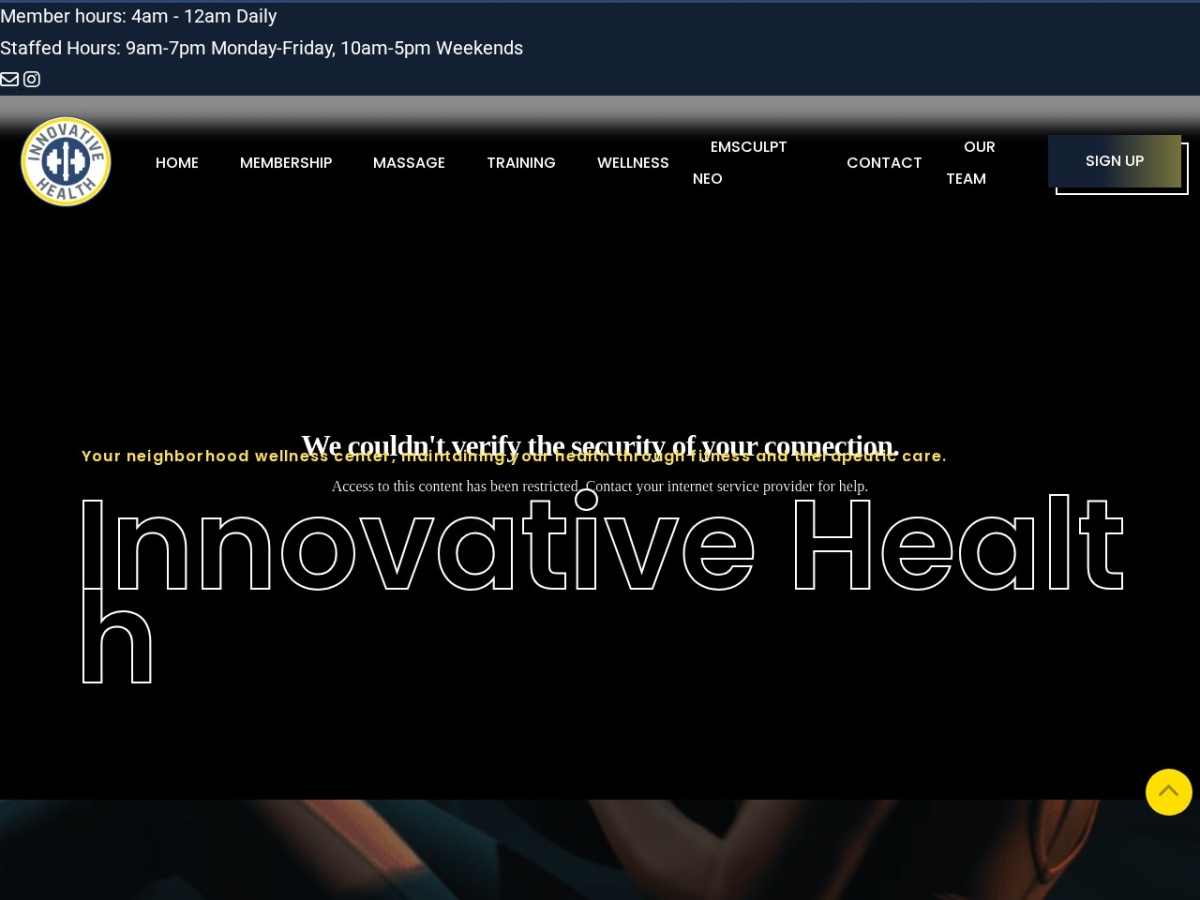 Member hours: 4am - 12am Daily
Staffed Hours: 9am-7pm Monday-Friday, 10am-5pm Weekends
INNOVATIVE
HEALTH
HOME
MEMBERSHIP
MASSAGE
TRAINING
WELLNESS
EMSCULPT
NEO
CONTACT
OUR
TEAM
SIGN UP
We couldn't verify the security of your connection.
Your neighborhood wellness center, maintaining your health through fitness and therapeutic care.
Access to this content has been restricted. Contact your internet service provider for help.
Innovative Healt
h